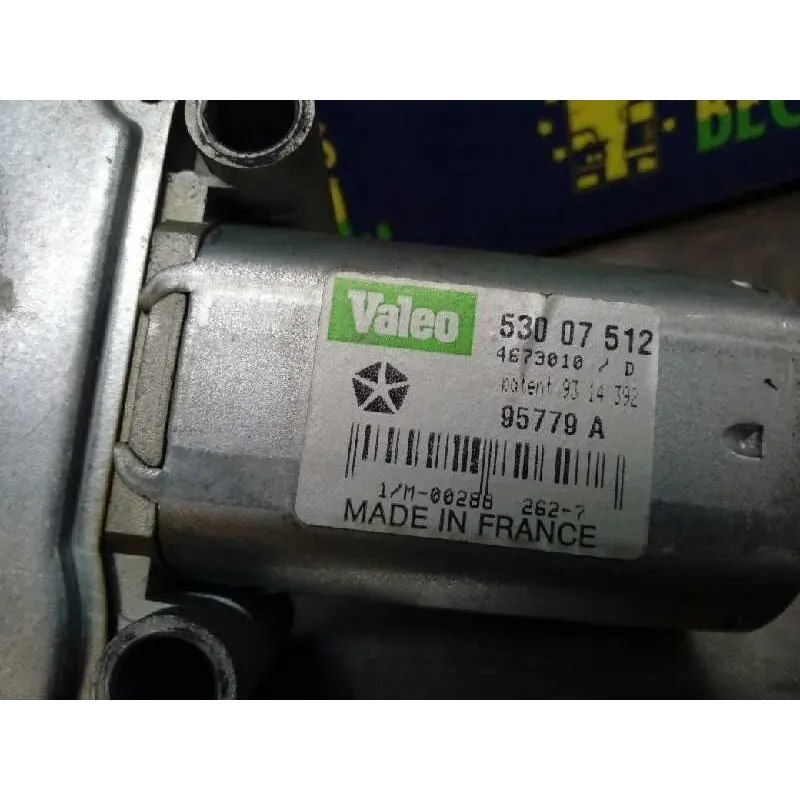 Valeo
530 07 512
4673010 / D
patent 93 14 392
95779 A
1/M-00288 262-7
MADE IN FRANCE